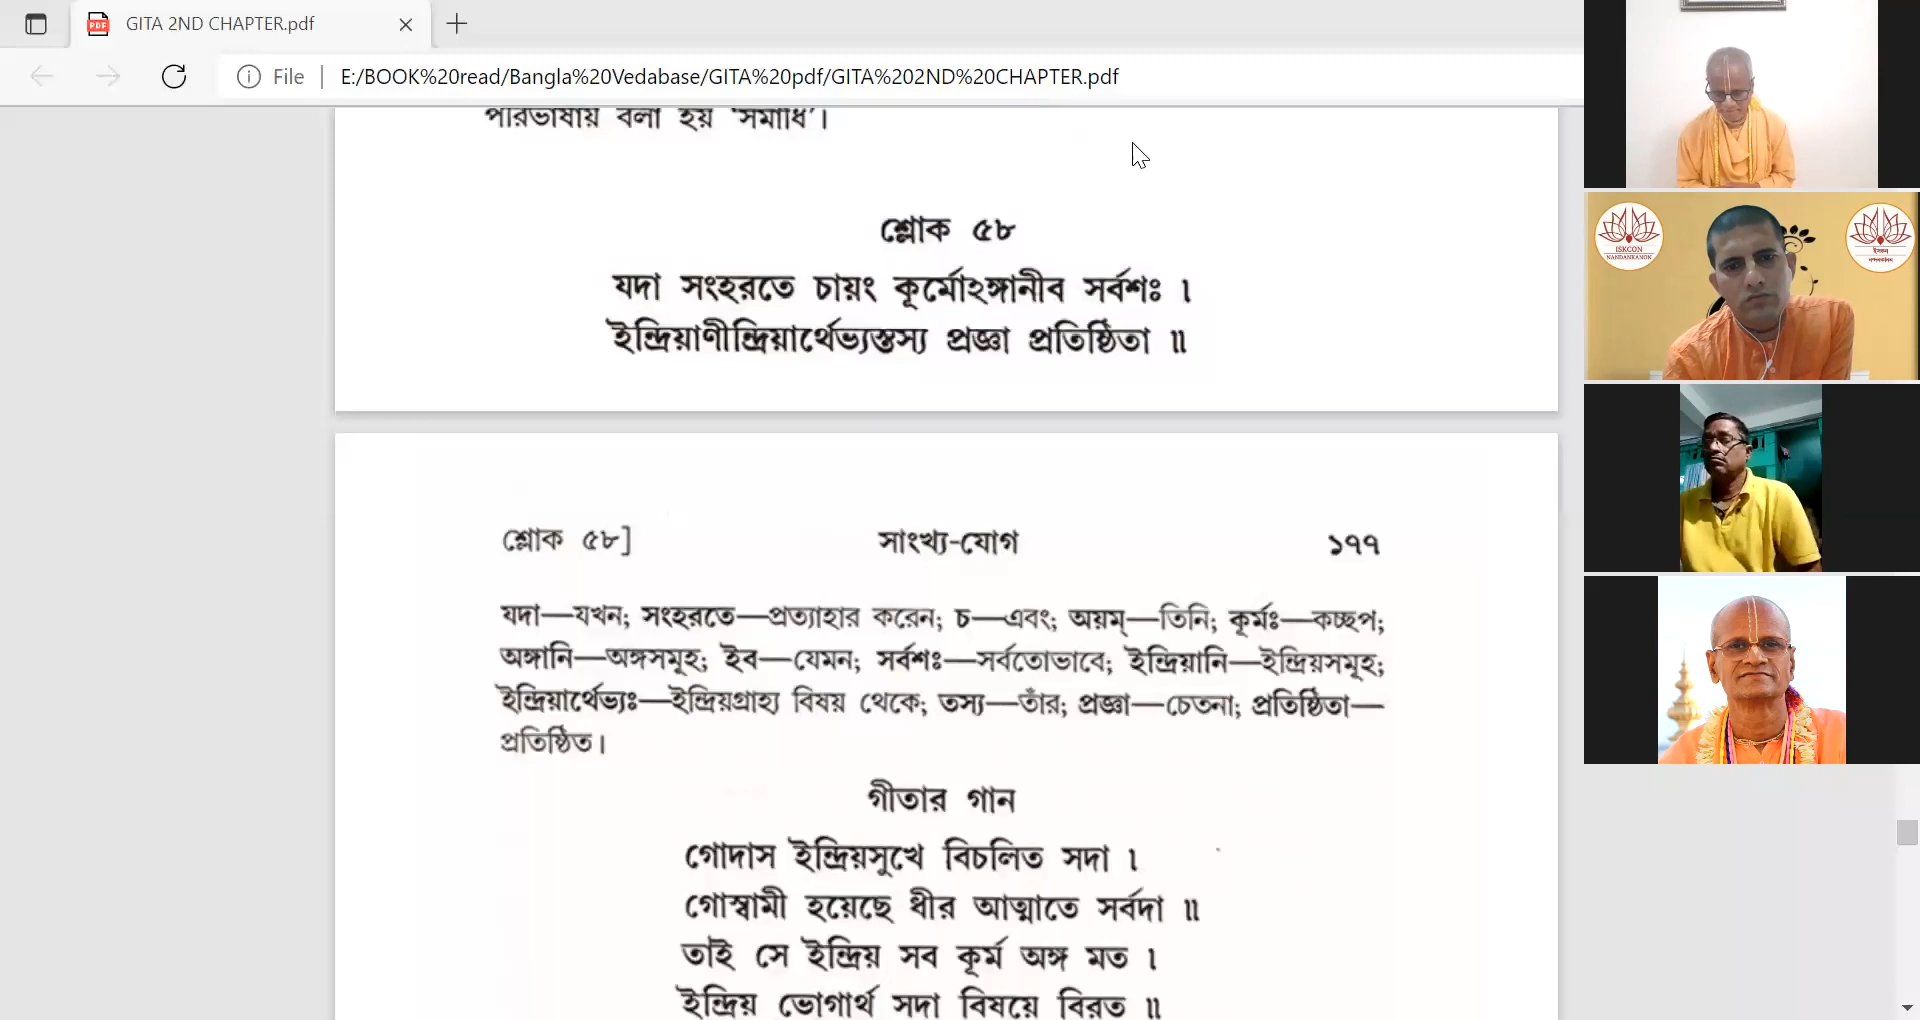 GITA 2ND CHAPTER.pdf
File
E:/BOOK%20read/Bangla%20Vedabase/GITA%20pdf/GITA%202ND%20CHAPTER.pdf
পারিভাষায় বলা হয় ‘সমাধি’।
শ্লোক ৫৮
যদা সংহরতে চায়ং কূর্মোঽঙ্গানীব সর্বশঃ ।
ইন্দ্রিয়াণীন্দ্রিয়ার্থেভ্যস্তস্য প্রজ্ঞা প্রতিষ্ঠিতা ॥
শ্লোক ৫৮] সাংখ্য-যোগ ১৭৭
যদা—যখন; সংহরতে—প্রত্যাহার করেন; চ—এবং; অয়ম্—তিনি; কূর্মঃ—কচ্ছপ;
অঙ্গানি—অঙ্গসমূহ; ইব—যেমন; সর্বশঃ—সর্বতোভাবে; ইন্দ্রিয়ানি—ইন্দ্রিয়সমূহ;
ইন্দ্রিয়ার্থেভ্যঃ—ইন্দ্রিয়গ্রাহ্য বিষয় থেকে; তস্য—তাঁর; প্রজ্ঞা—চেতনা; প্রতিষ্ঠিতা—
প্রতিষ্ঠিত।
গীতার গান
গোদাস ইন্দ্রিয়সুখে বিচলিত সদা ।
গোস্বামী হয়েছে ধীর আত্মাতে সর্বদা ॥
তাই সে ইন্দ্রিয় সব কূর্ম অঙ্গ মত ।
ইন্দ্রিয় ভোগার্থ সদা বিষয়ে বিরত ॥
ISKCON
NANDANKANON